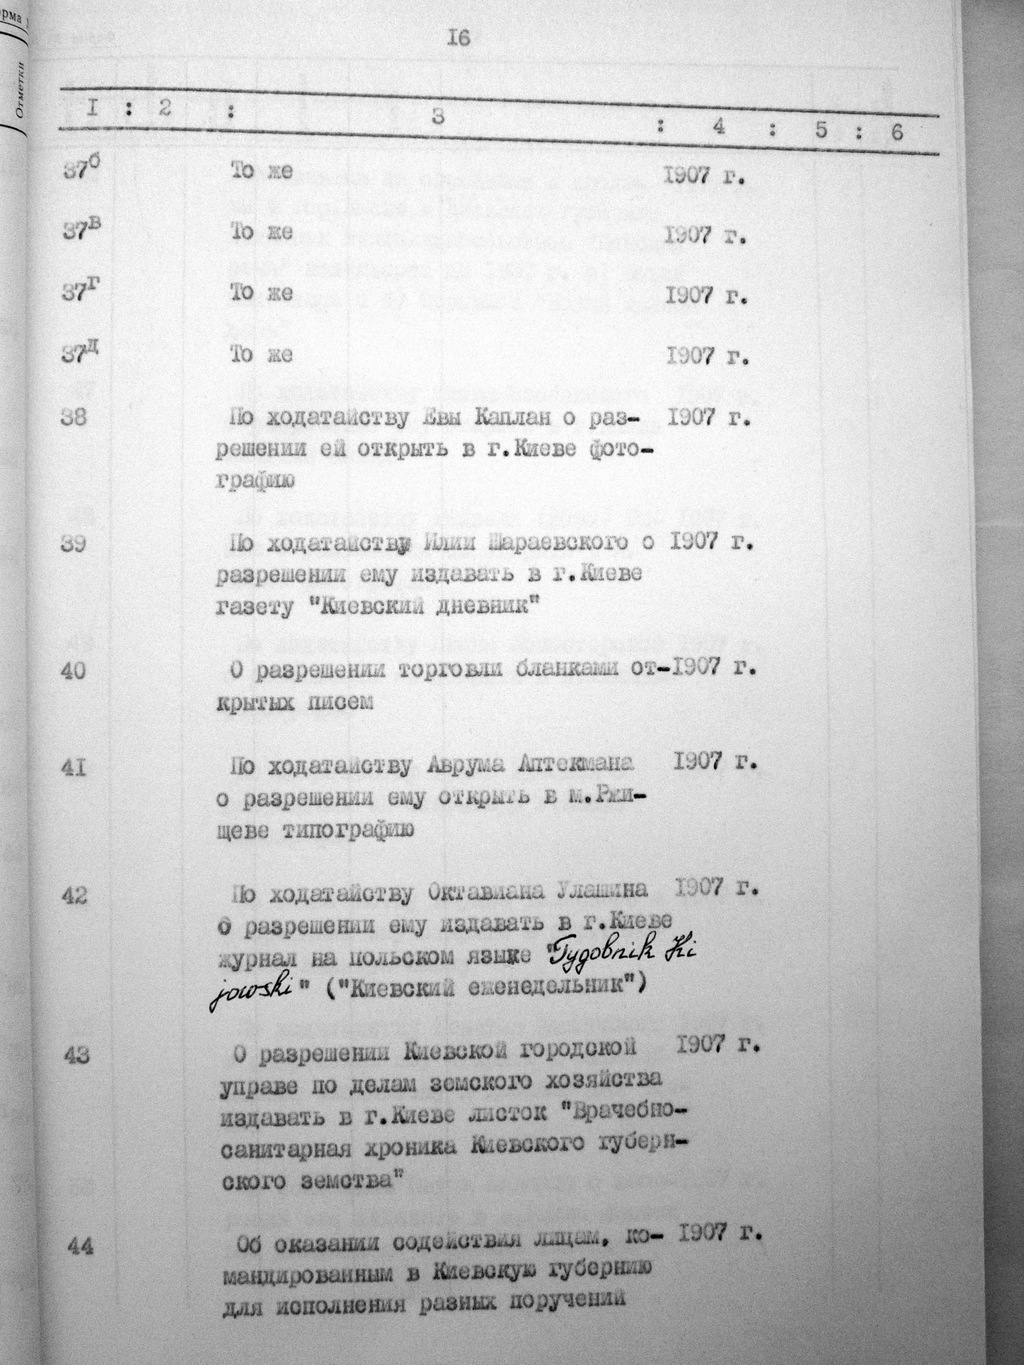 орма
Отметки
16
1 : 2 : 3 : 4 : 5 : 6
37б То же 1907 г.
37в То же 1907 г.
37г То же 1907 г.
37д То же 1907 г.
38 По ходатайству Евы Каплан о раз- 1907 г.
решении ей открыть в г.Киеве фото-
графию
39 По ходатайству Илии Шараевского о 1907 г.
разрешении ему издавать в г.Киеве
газету "Киевский дневник"
40 О разрешении торговли бланками от- 1907 г.
крытых писем
41 По ходатайству Аврума Аптекмана 1907 г.
о разрешении ему открыть в м.Ржи-
щеве типографию
42 По ходатайству Октавиана Улашина 1907 г.
о разрешении ему издавать в г.Киеве
журнал на польском языке "Tygobnik Ki
jowski" ("Киевский еженедельник")
43 О разрешении Киевской городской 1907 г.
управе по делам земского хозяйства
издавать в г.Киеве листок "Врачебно-
санитарная хроника Киевского губерн-
ского земства"
44 Об оказании содействия лицам, ко- 1907 г.
мандированным в Киевскую губернию
для исполнения разных поручений